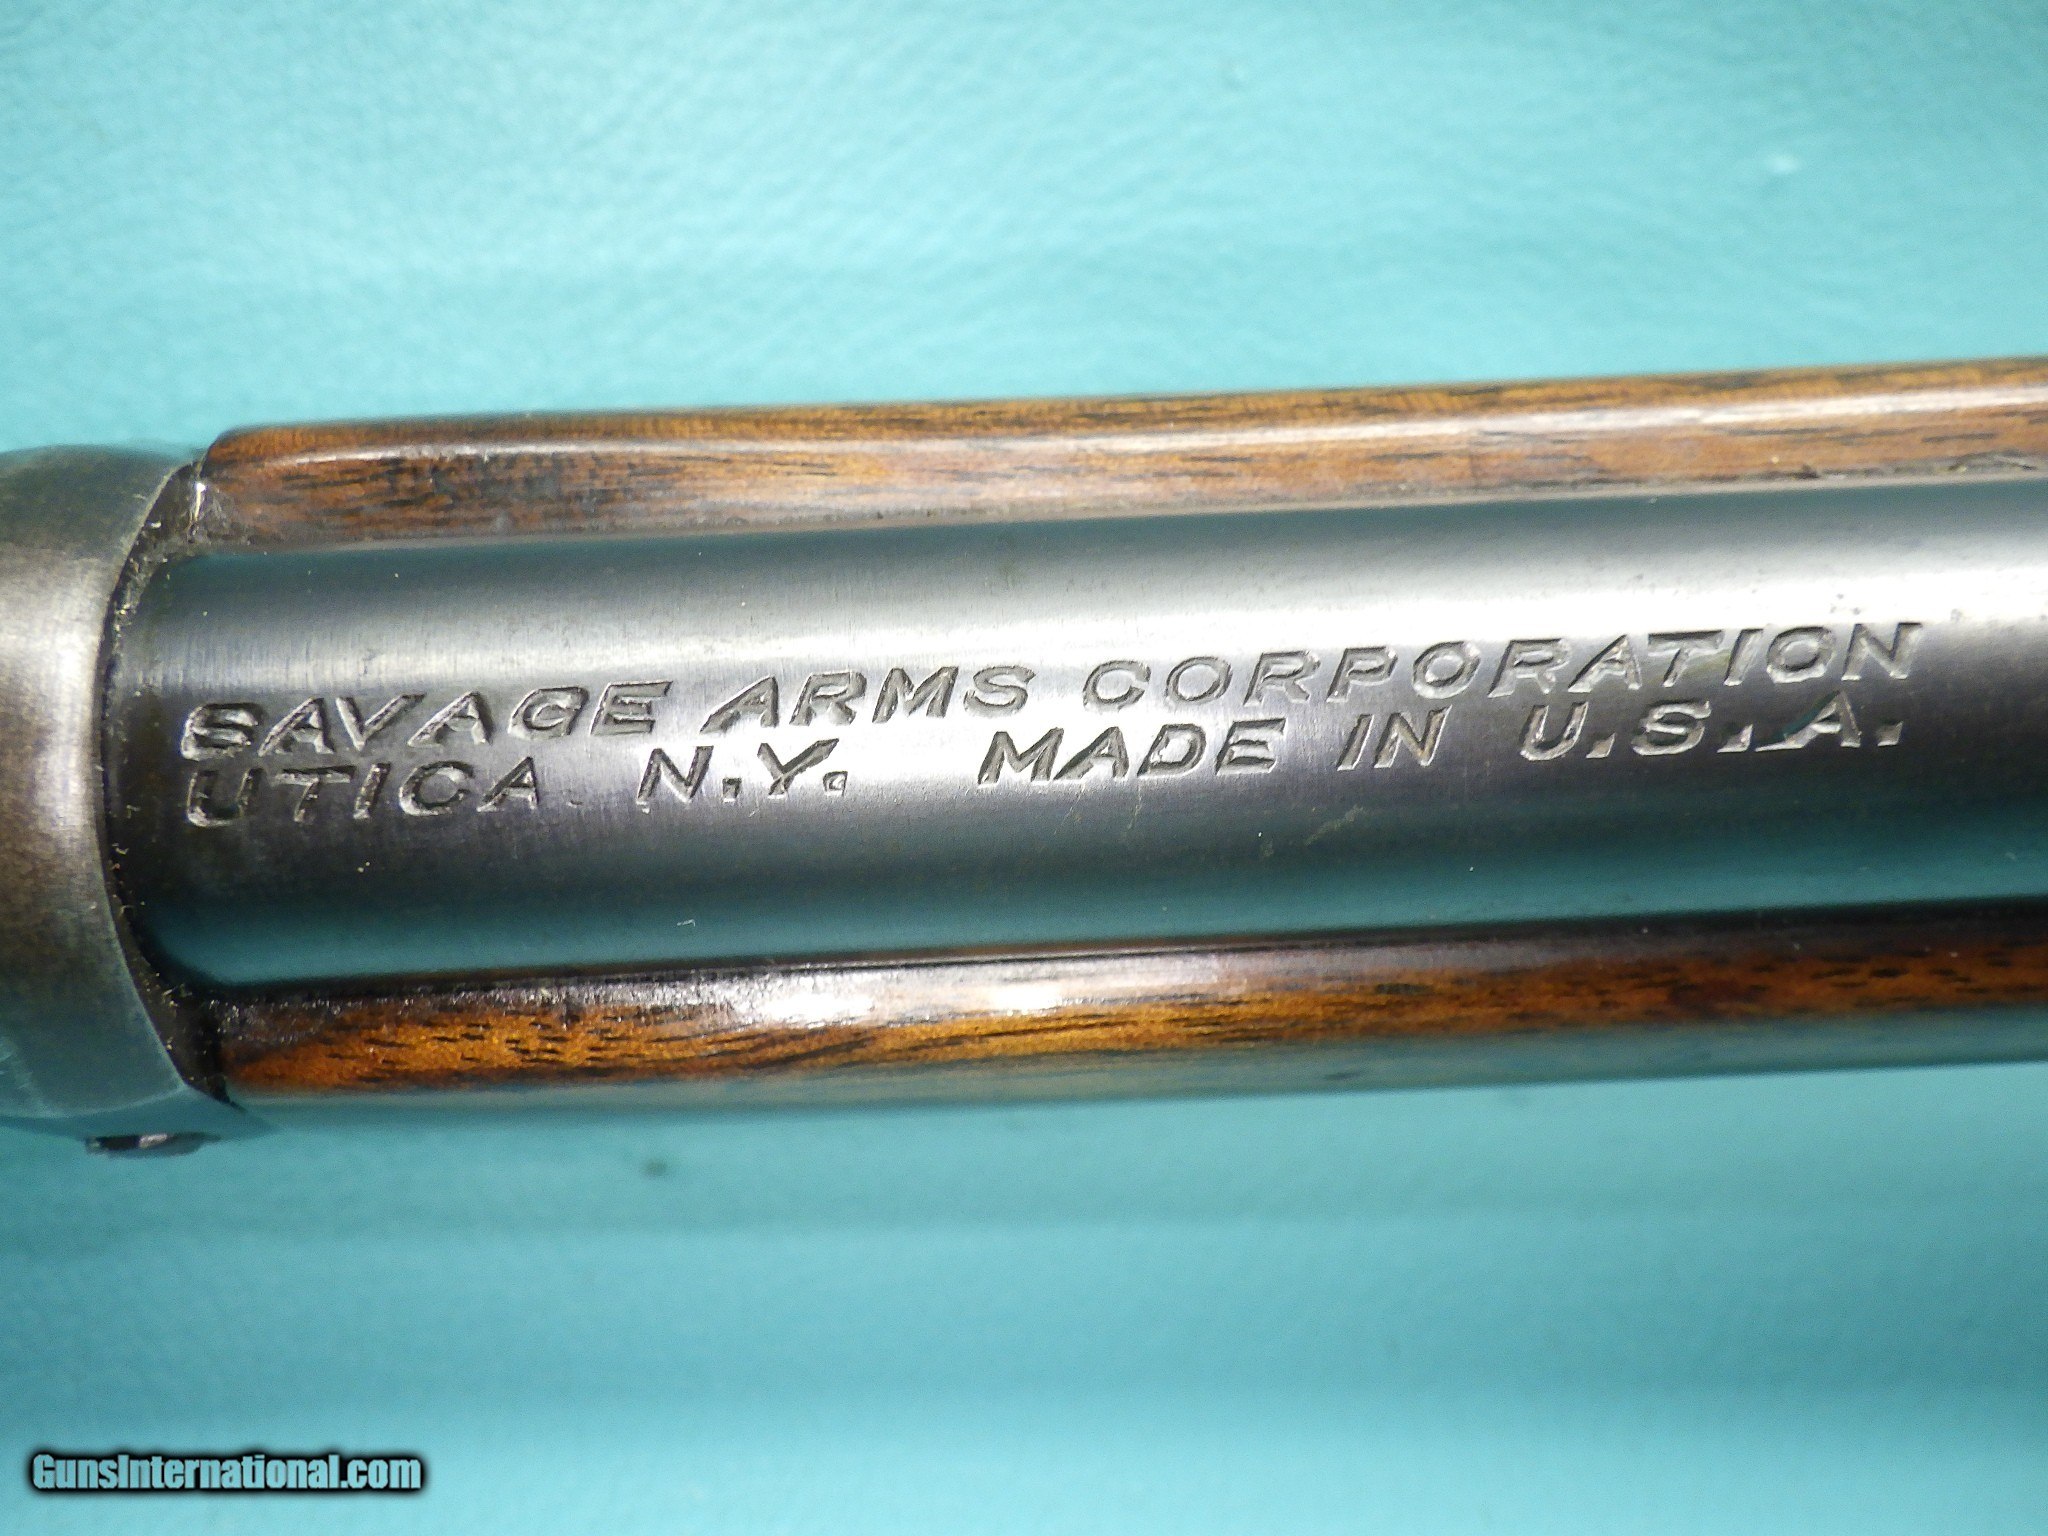 SAVAGE ARMS CORPORATION
UTICA. N.Y. MADE IN U.S.A.
GunsInternational.com